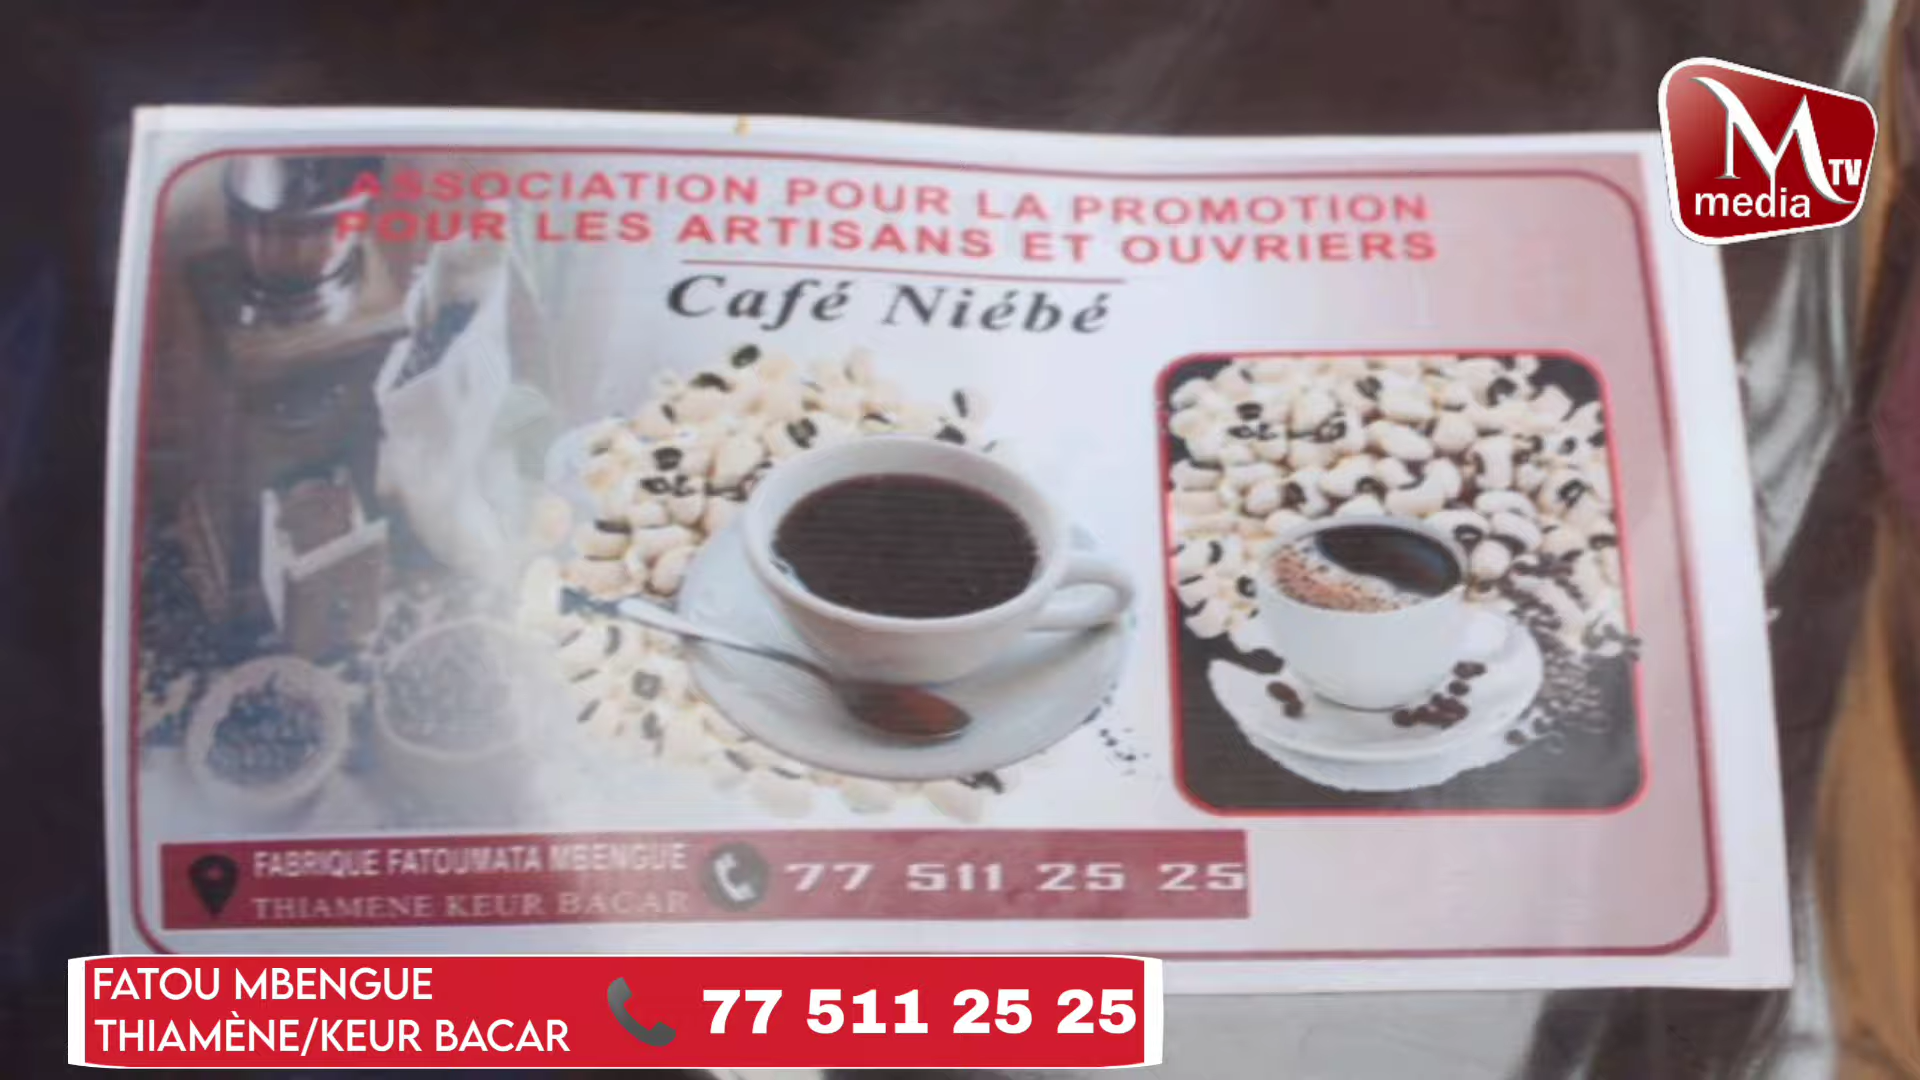 ASSOCIATION POUR LA PROMOTION
POUR LES ARTISANS ET OUVRIERS
Café Niébé
FABRIQUE FATOUMATA MBENGUE
THIAMENE KEUR BACAR
77 511 25 25
M TV
media
FATOU MBENGUE
THIAMÈNE/KEUR BACAR
77 511 25 25